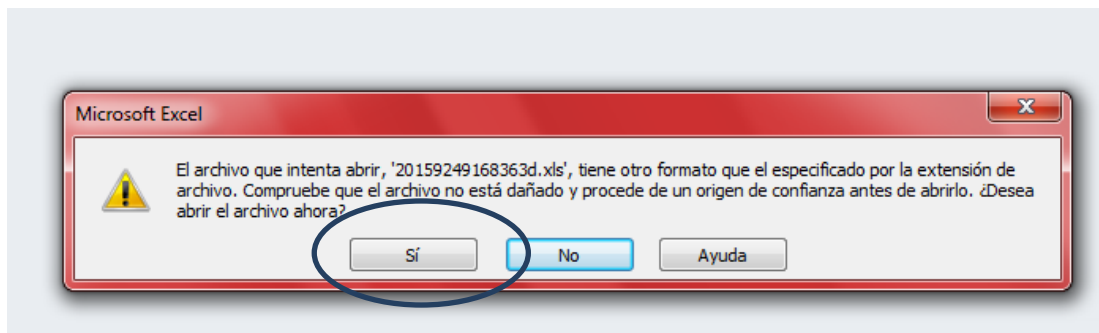 Microsoft Excel
El archivo que intenta abrir, '20159249168363d.xls', tiene otro formato que el especificado por la extensión de
archivo. Compruebe que el archivo no está dañado y procede de un origen de confianza antes de abrirlo. ¿Desea
abrir el archivo ahora?
Sí No Ayuda